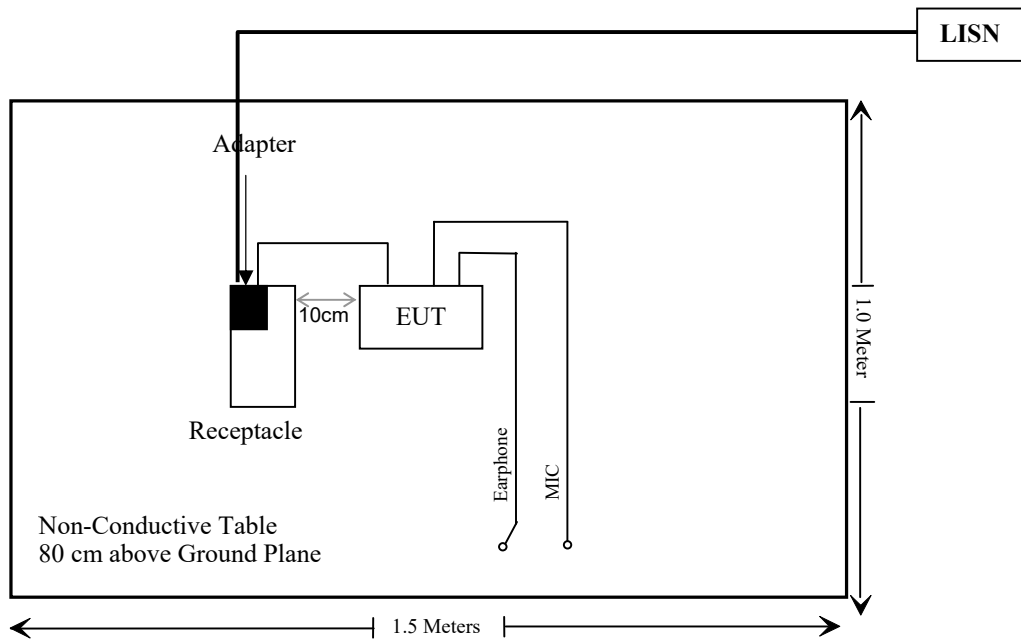 LISN
Adapter
10cm
EUT
1.0 Meter
Receptacle
Earphone
MIC
Non-Conductive Table
80 cm above Ground Plane
1.5 Meters